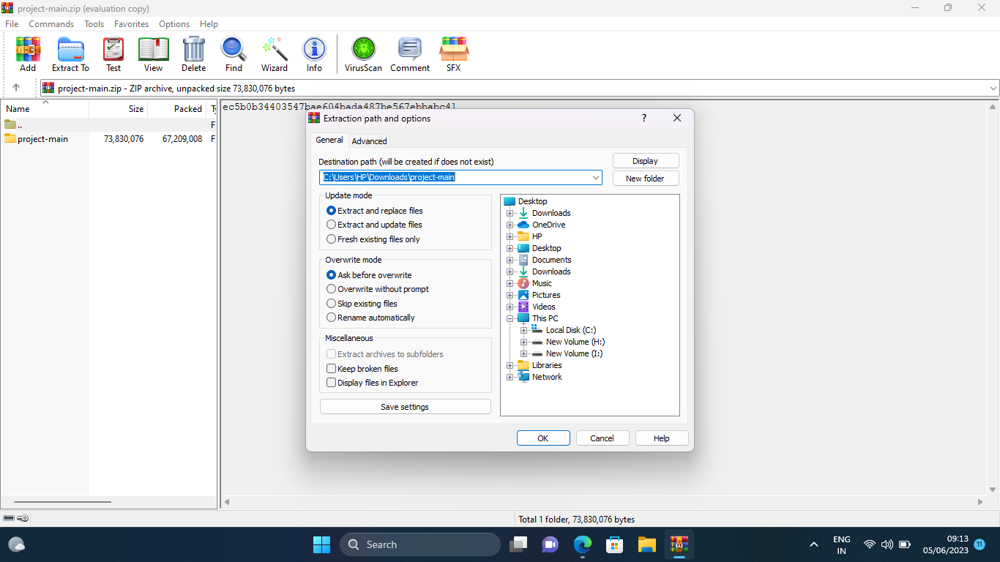 project-main.zip (evaluation copy)
File Commands Tools Favorites Options Help
Add Extract To Test View Delete Find Wizard Info VirusScan Comment SFX
project-main.zip - ZIP archive, unpacked size 73,830,076 bytes
Name Size Packed
..
project-main 73,830,076 67,209,008 F
Extraction path and options ?
General Advanced
Destination path (will be created if does not exist)
C:\Users\HP\Downloads\project-main
Display
New folder
Update mode
Extract and replace files
Extract and update files
Fresh existing files only
Overwrite mode
Ask before overwrite
Overwrite without prompt
Skip existing files
Rename automatically
Miscellaneous
Extract archives to subfolders
Keep broken files
Display files in Explorer
Save settings
Desktop
Downloads
OneDrive
HP
Desktop
Documents
Downloads
Music
Pictures
Videos
This PC
Local Disk (C:)
New Volume (H:)
New Volume (I:)
Libraries
Network
OK Cancel Help
Total 1 folder, 73,830,076 bytes
Search
ENG
IN
09:13
05/06/2023
11